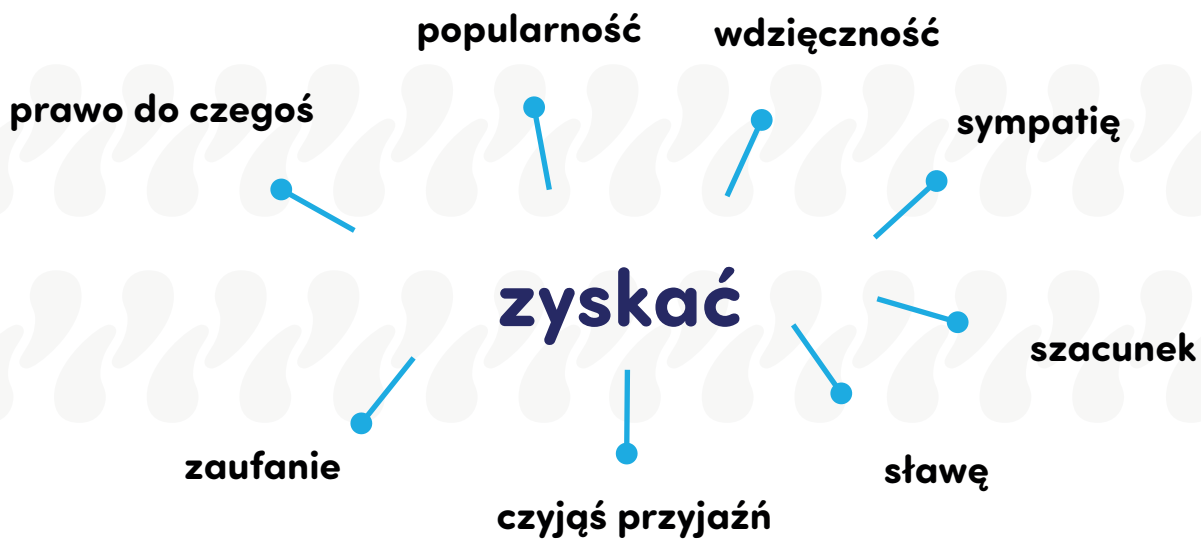 popularność
wdzięczność
prawo do czegoś
sympatię
zyskać
szacunek
zaufanie
sławę
czyjąś przyjaźń